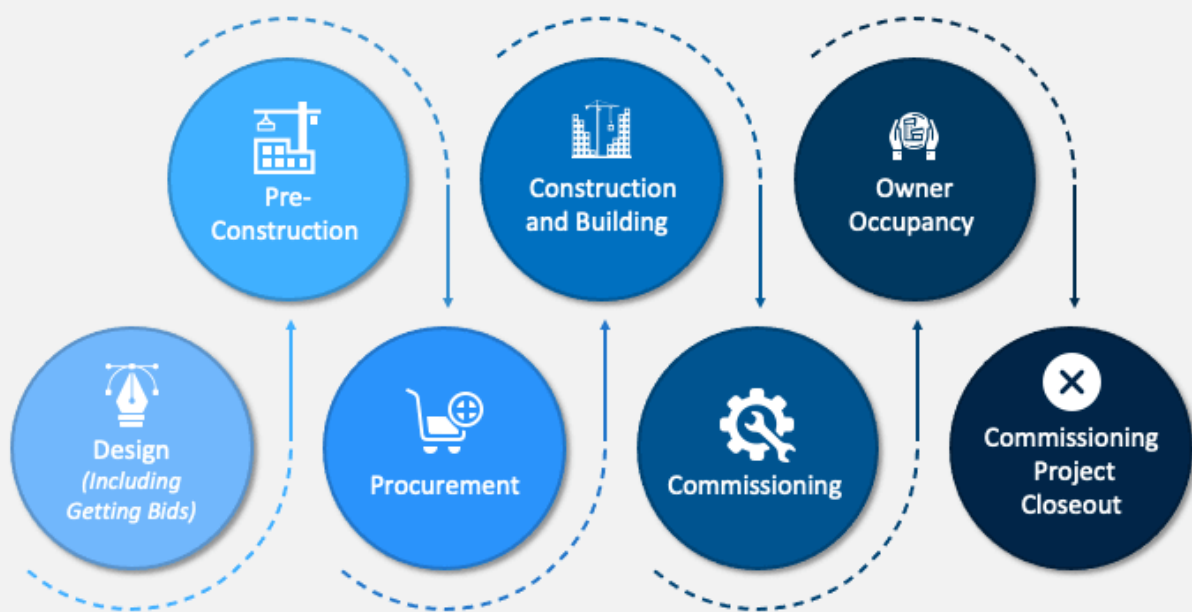 Design
(Including
Getting Bids)
Pre-
Construction
Procurement
Construction
and Building
Commissioning
Owner
Occupancy
Commissioning
Project
Closeout